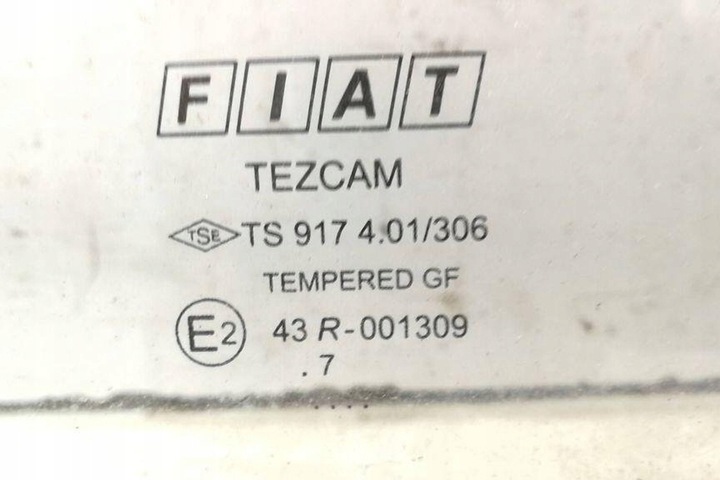 FIAT
TEZCAM
TSE TS 917 4.01/306
TEMPERED GF
E2 43 R-001309
. 7
....